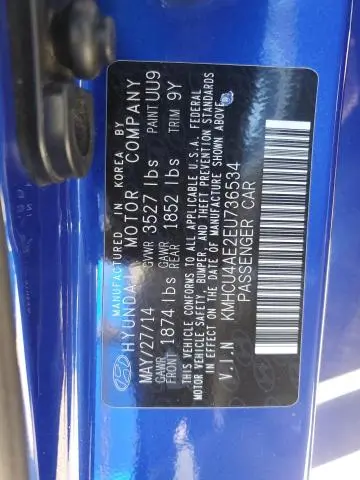 MANUFACTURED IN KOREA BY
HYUNDAI MOTOR COMPANY
MAY/27/14 GVWR 3527 lbs PAINT UU9
GAWR FRONT 1874 lbs GAWR REAR 1852 lbs TRIM 9Y
THIS VEHICLE CONFORMS TO ALL APPLICABLE U.S.A. FEDERAL
MOTOR VEHICLE SAFETY, BUMPER, AND THEFT PREVENTION STANDARDS
IN EFFECT ON THE DATE OF MANUFACTURE SHOWN ABOVE.
V.I.N KMHCU4AE2EU736534
PASSENGER CAR